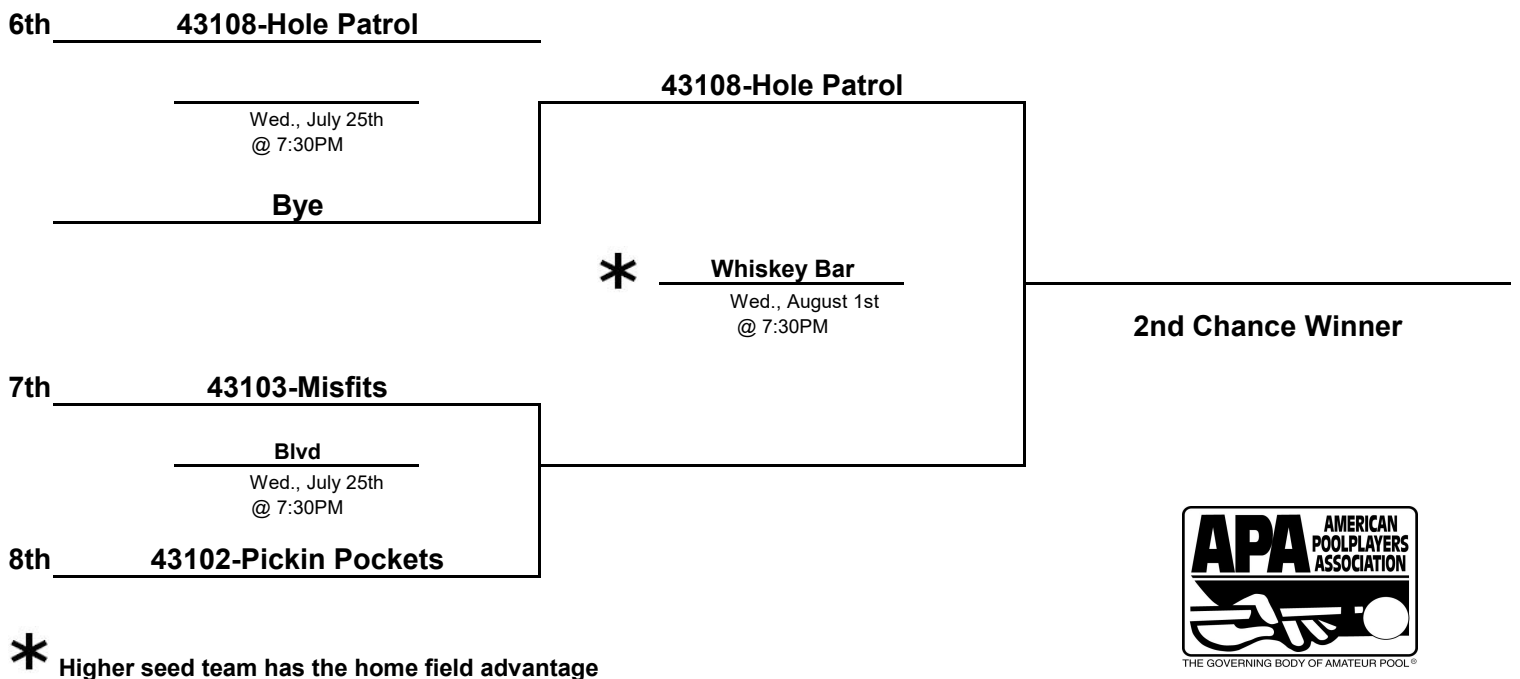 6th 43108-Hole Patrol
43108-Hole Patrol
Wed., July 25th
@ 7:30PM
Bye
* Whiskey Bar
Wed., August 1st
@ 7:30PM
2nd Chance Winner
7th 43103-Misfits
Blvd
Wed., July 25th
@ 7:30PM
8th 43102-Pickin Pockets
APA AMERICAN
POOLPLAYERS
ASSOCIATION
THE GOVERNING BODY OF AMATEUR POOL®
* Higher seed team has the home field advantage